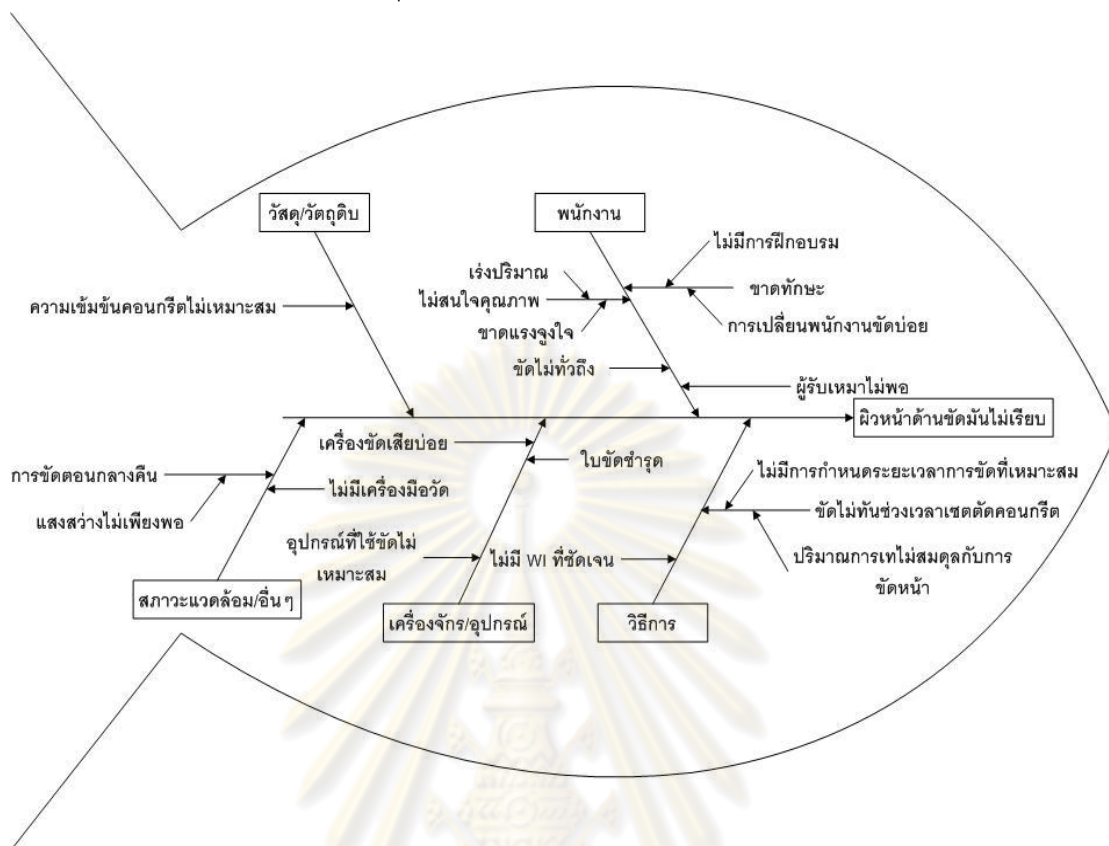 วัสดุ/วัตถุดิบ
พนักงาน
ไม่มีการฝึกอบรม
เร่งปริมาณ
ขาดทักษะ
ไม่สนใจคุณภาพ
ความเข้มข้นคอนกรีตไม่เหมาะสม
การเปลี่ยนพนักงานขัดบ่อย
ขาดแรงจูงใจ
ขัดไม่ทั่วถึง
ผู้รับเหมาไม่พอ
ผิวหน้าด้านขัดมันไม่เรียบ
เครื่องขัดเสียบ่อย
ใบขัดชำรุด
การขัดตอนกลางคืน
ไม่มีการกำหนดระยะเวลาการขัดที่เหมาะสม
ไม่มีเครื่องมือวัด
ขัดไม่ทันช่วงเวลาเซตตัดคอนกรีต
แสงสว่างไม่เพียงพอ
อุปกรณ์ที่ใช้ขัดไม่
เหมาะสม
ไม่มี WI ที่ชัดเจน
ปริมาณการเทไม่สมดุลกับการ
ขัดหน้า
สภาวะแวดล้อม/อื่นๆ
เครื่องจักร/อุปกรณ์
วิธีการ